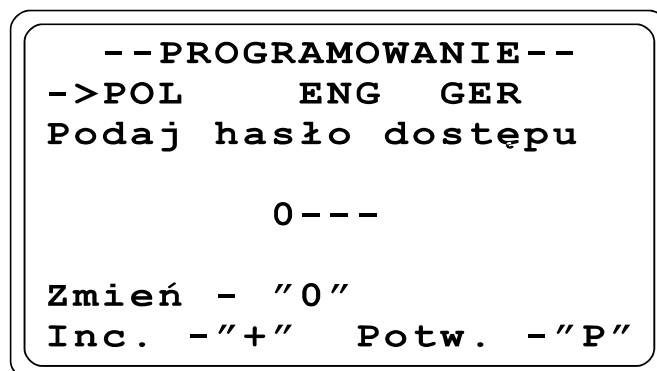 --PROGRAMOWANIE--
->POL ENG GER
Podaj hasło dostępu
0---
Zmień - "0"
Inc. -"+" Potw. -"P"